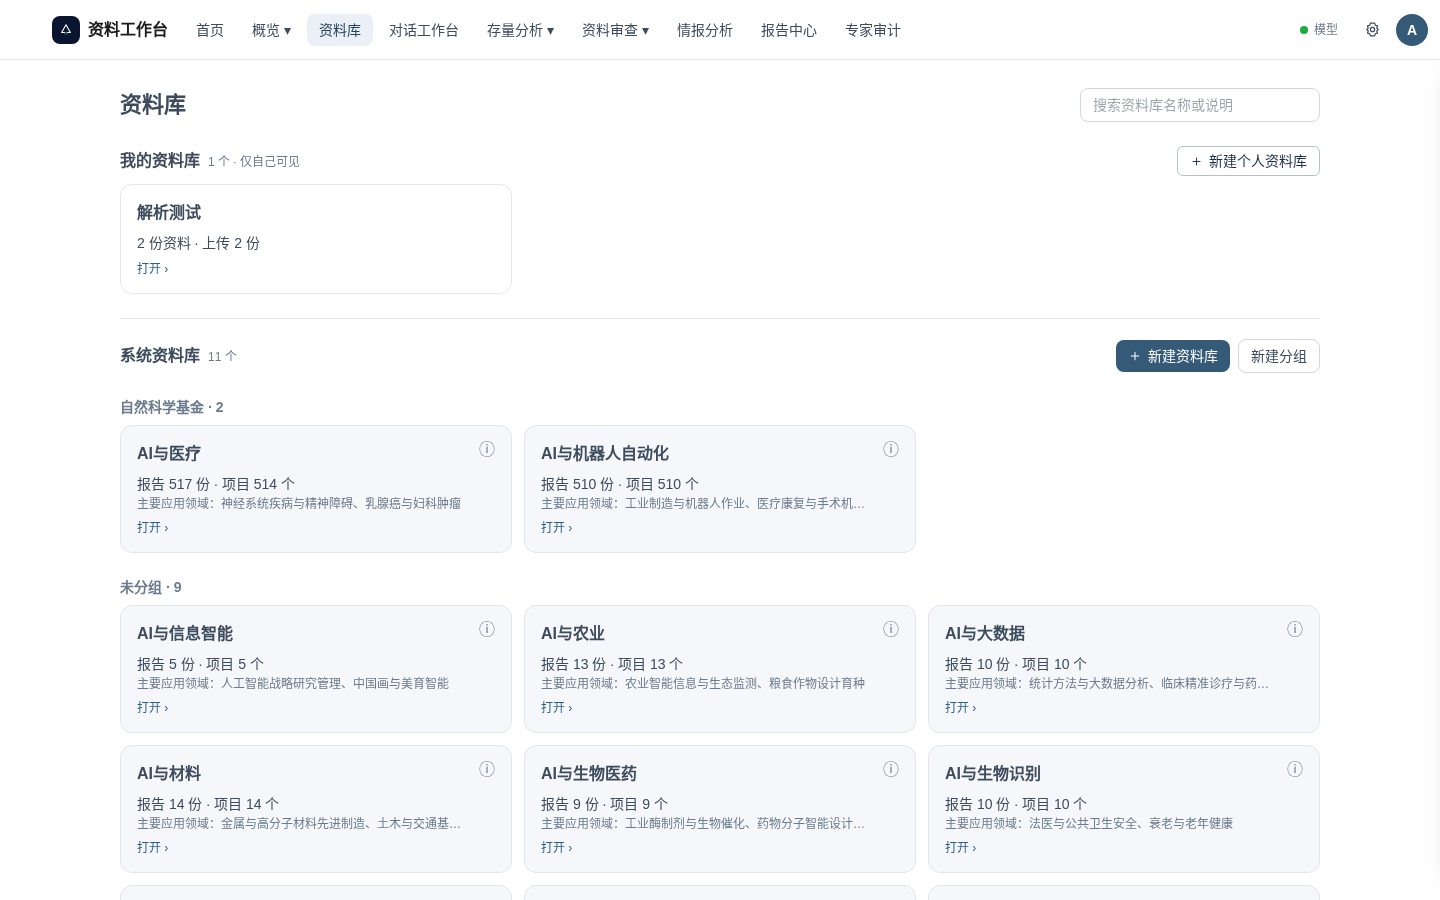 资料工作台
首页
概览 ▾
资料库
对话工作台
存量分析 ▾
资料审查 ▾
情报分析
报告中心
专家审计
模型
A
资料库
搜索资料库名称或说明
我的资料库 1 个 · 仅自己可见
+ 新建个人资料库
解析测试
2 份资料 · 上传 2 份
打开 ›
系统资料库 11 个
+ 新建资料库
新建分组
自然科学基金 · 2
AI与医疗
报告 517 份 · 项目 514 个
主要应用领域：神经系统疾病与精神障碍、乳腺癌与妇科肿瘤
打开 ›
AI与机器人自动化
报告 510 份 · 项目 510 个
主要应用领域：工业制造与机器人作业、医疗康复与手术机…
打开 ›
未分组 · 9
AI与信息智能
报告 5 份 · 项目 5 个
主要应用领域：人工智能战略研究管理、中国画与美育智能
打开 ›
AI与农业
报告 13 份 · 项目 13 个
主要应用领域：农业智能信息与生态监测、粮食作物设计育种
打开 ›
AI与大数据
报告 10 份 · 项目 10 个
主要应用领域：统计方法与大数据分析、临床精准诊疗与药…
打开 ›
AI与材料
报告 14 份 · 项目 14 个
主要应用领域：金属与高分子材料先进制造、土木与交通基…
打开 ›
AI与生物医药
报告 9 份 · 项目 9 个
主要应用领域：工业酶制剂与生物催化、药物分子智能设计…
打开 ›
AI与生物识别
报告 10 份 · 项目 10 个
主要应用领域：法医与公共卫生安全、衰老与老年健康
打开 ›